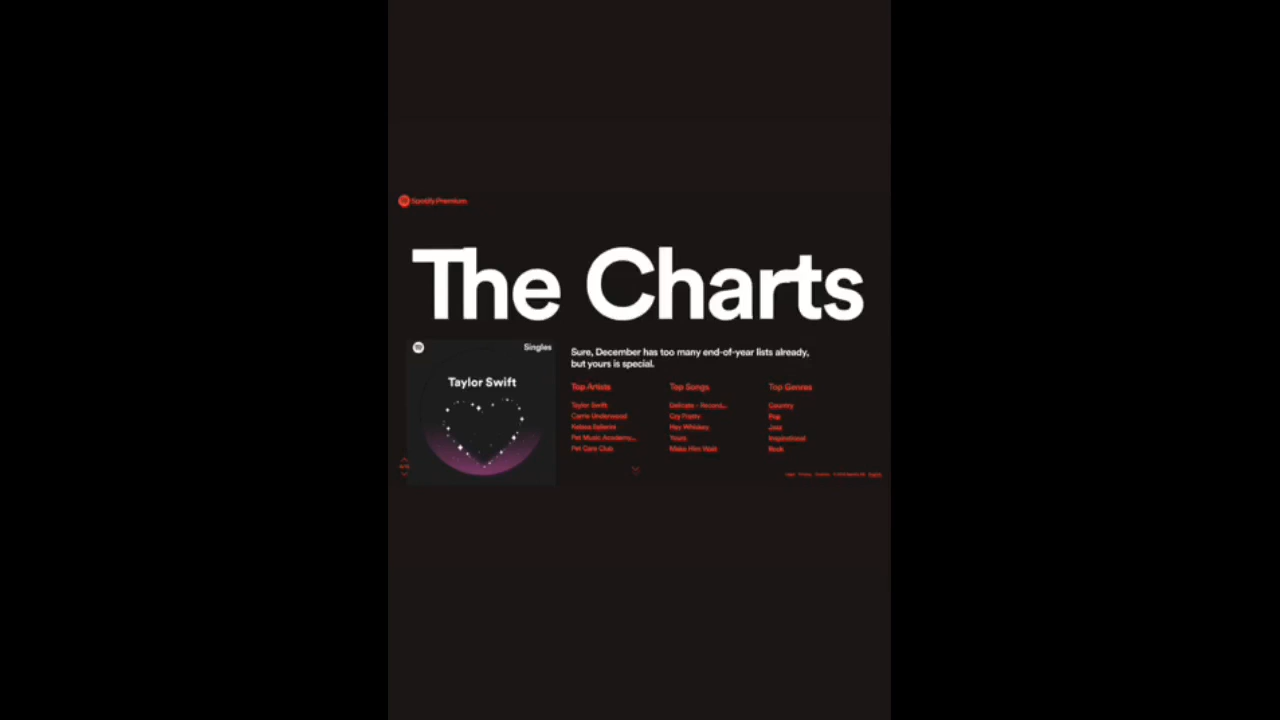 Spotify Premium
The Charts
Singles
Taylor Swift
Sure, December has too many end-of-year lists already,
but yours is special.
Top Artists Top Songs Top Genres
Taylor Swift Delicate - Record... Country
Carrie Underwood Cry Pretty Pop
Kelsea Ballerini Hey Whiskey Jazz
Pet Music Academy... Yours Inspirational
Pet Care Club Make Him Wait Rock